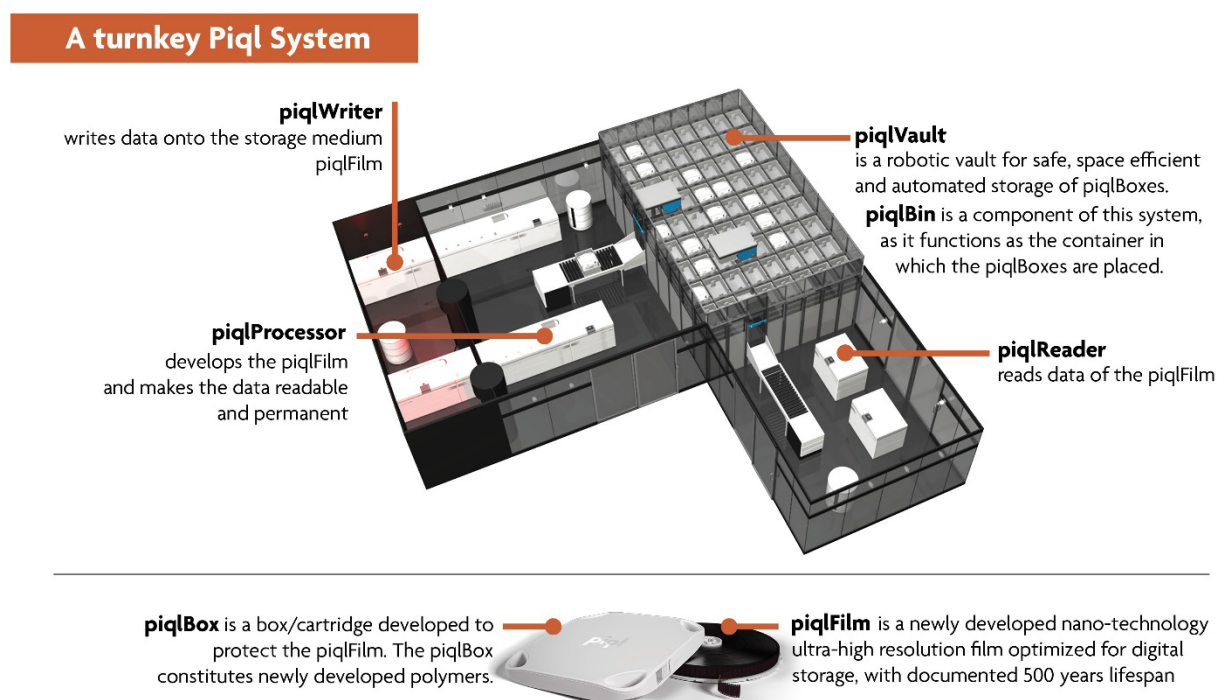 A turnkey Piql System
piqlWriter
writes data onto the storage medium
piqlFilm
piqlVault
is a robotic vault for safe, space efficient
and automated storage of piqlBoxes.
piqlBin is a component of this system,
as it functions as the container in
which the piqlBoxes are placed.
piqlProcessor
develops the piqlFilm
and makes the data readable
and permanent
piqlReader
reads data of the piqlFilm
piqlBox is a box/cartridge developed to
protect the piqlFilm. The piqlBox
constitutes newly developed polymers.
piql
piqlFilm is a newly developed nano-technology
ultra-high resolution film optimized for digital
storage, with documented 500 years lifespan